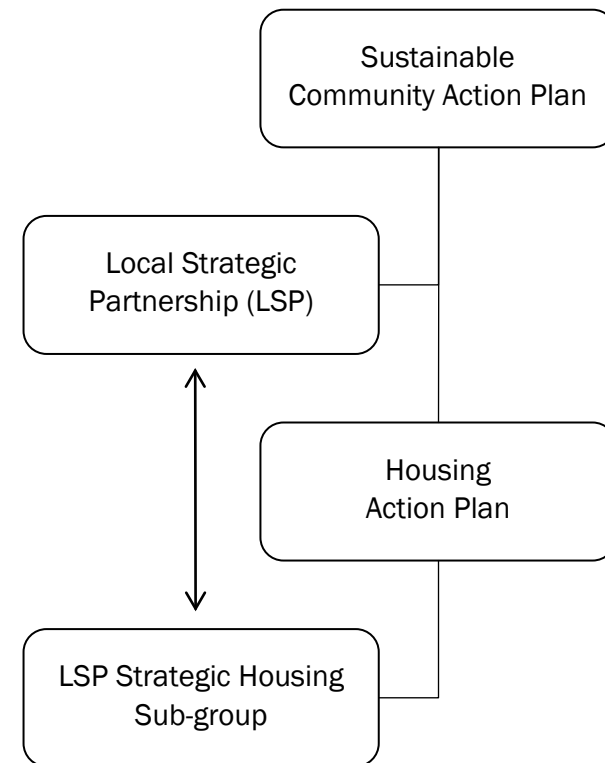 Sustainable
Community Action Plan
Local Strategic
Partnership (LSP)
Housing
Action Plan
LSP Strategic Housing
Sub-group